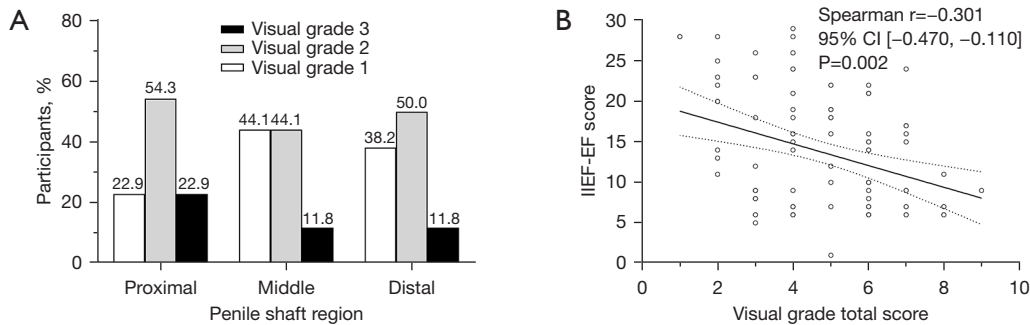 A
80
60
40
20
0
Participants, %
Visual grade 3
Visual grade 2
Visual grade 1
22.9
54.3
22.9
44.1
44.1
11.8
38.2
50.0
11.8
Proximal
Middle
Distal
Penile shaft region
B
30
25
20
15
10
5
0
IIEF-EF score
Spearman r=−0.301
95% CI [−0.470, −0.110]
P=0.002
0
2
4
6
8
10
Visual grade total score